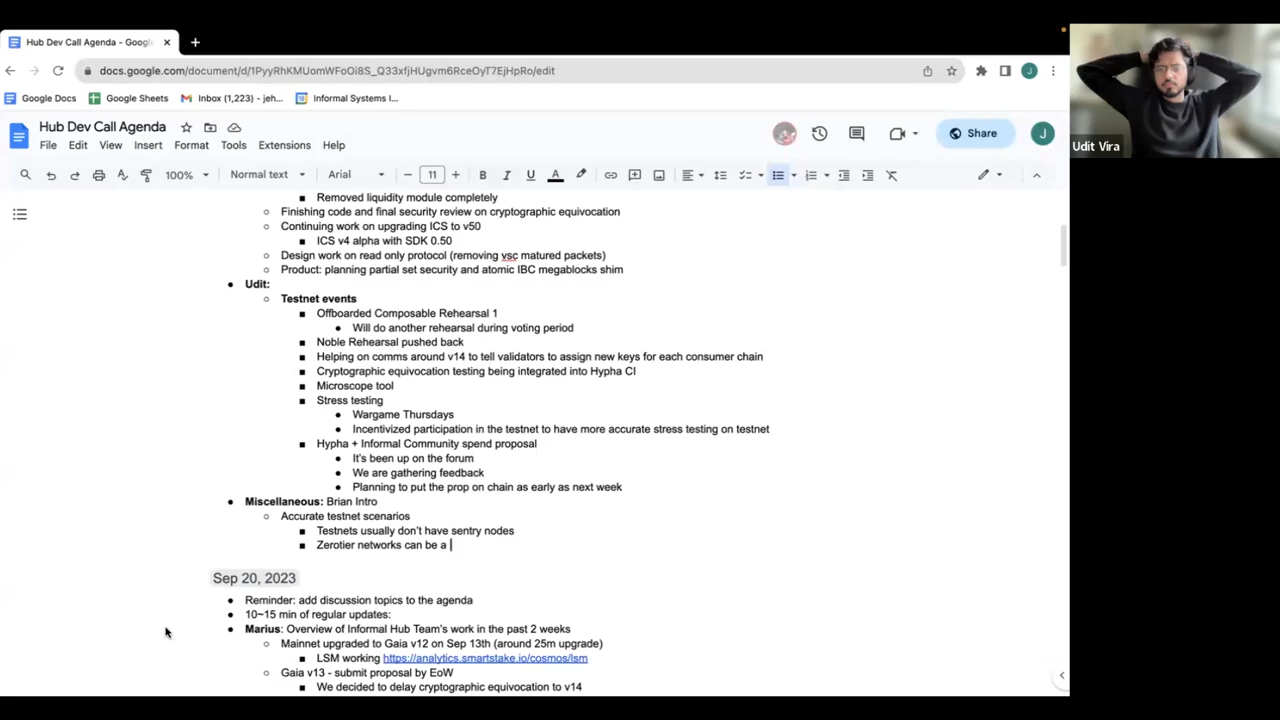 Hub Dev Call Agenda - Googl
docs.google.com/document/d/1PyyRhKMUomWFoOi8S_Q33xfjHUgvm6RceOyT7EjHpRo/edit
J
Google Docs
Google Sheets
Inbox (1,223) - jeh...
Informal Systems I...
Hub Dev Call Agenda
Share
J
File Edit View Insert Format Tools Extensions Help
100% Normal text Arial 11 B I U A
Removed liquidity module completely
Finishing code and final security review on cryptographic equivocation
Continuing work on upgrading ICS to v50
ICS v4 alpha with SDK 0.50
Design work on read only protocol (removing vsc matured packets)
Product: planning partial set security and atomic IBC megablocks shim
Udit:
Testnet events
Offboarded Composable Rehearsal 1
Will do another rehearsal during voting period
Noble Rehearsal pushed back
Helping on comms around v14 to tell validators to assign new keys for each consumer chain
Cryptographic equivocation testing being integrated into Hypha CI
Microscope tool
Stress testing
Wargame Thursdays
Incentivized participation in the testnet to have more accurate stress testing on testnet
Hypha + Informal Community spend proposal
It's been up on the forum
We are gathering feedback
Planning to put the prop on chain as early as next week
Miscellaneous: Brian Intro
Accurate testnet scenarios
Testnets usually don't have sentry nodes
Zerotier networks can be a
Sep 20, 2023
Reminder: add discussion topics to the agenda
10~15 min of regular updates:
Marius: Overview of Informal Hub Team's work in the past 2 weeks
Mainnet upgraded to Gaia v12 on Sep 13th (around 25m upgrade)
LSM working https://analytics.smartstake.io/cosmos/lsm
Gaia v13 - submit proposal by EoW
We decided to delay cryptographic equivocation to v14
Udit Vira